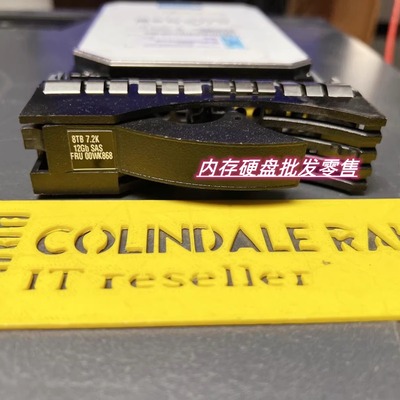 8TB 7.2K
12Gb SAS
FRU 00WK868
内存硬盘批发零售
COLINDALE
IT reseller